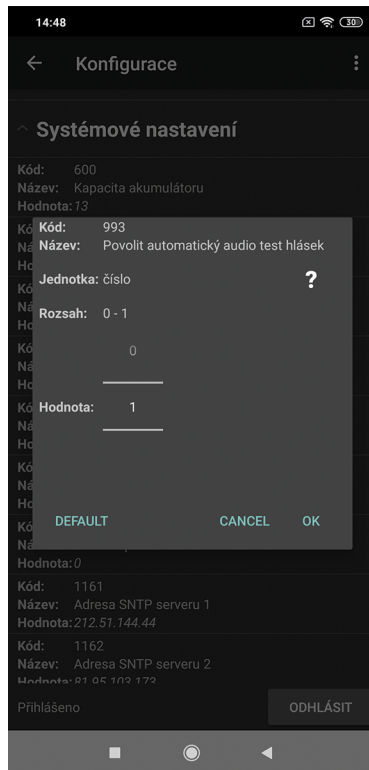 14:48
30
Konfigurace
Systémové nastavení
Kód: 600
Název: Kapacita akumulátoru
Hodnota: 13
Kód: 993
Název: Povolit automatický audio test hlásek
Jednotka: číslo
?
Rozsah: 0 - 1
0
Hodnota: 1
DEFAULT CANCEL OK
Hodnota: 0
Kód: 1161
Název: Adresa SNTP serveru 1
Hodnota: 212.51.144.44
Kód: 1162
Název: Adresa SNTP serveru 2
Hodnota: 81.95.103.173
Přihlášeno
ODHLÁSIT